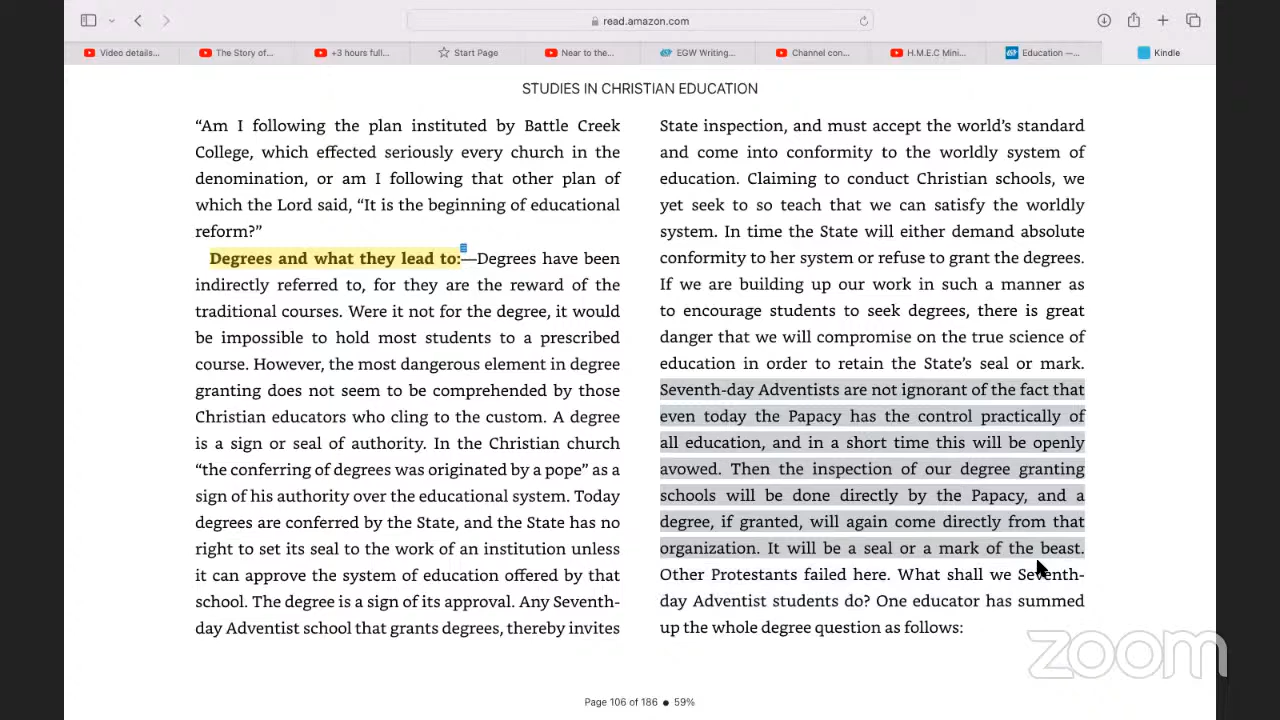 read.amazon.com
Video details...
The Story of...
+3 hours full...
Start Page
Near to the...
EGW Writing...
Channel con...
H.M.E.C Mini...
Education —...
Kindle
STUDIES IN CHRISTIAN EDUCATION
“Am I following the plan instituted by Battle Creek
College, which effected seriously every church in the
denomination, or am I following that other plan of
which the Lord said, “It is the beginning of educational
reform?”
Degrees and what they lead to:—Degrees have been
indirectly referred to, for they are the reward of the
traditional courses. Were it not for the degree, it would
be impossible to hold most students to a prescribed
course. However, the most dangerous element in degree
granting does not seem to be comprehended by those
Christian educators who cling to the custom. A degree
is a sign or seal of authority. In the Christian church
“the conferring of degrees was originated by a pope” as a
sign of his authority over the educational system. Today
degrees are conferred by the State, and the State has no
right to set its seal to the work of an institution unless
it can approve the system of education offered by that
school. The degree is a sign of its approval. Any Seventh-
day Adventist school that grants degrees, thereby invites
State inspection, and must accept the world’s standard
and come into conformity to the worldly system of
education. Claiming to conduct Christian schools, we
yet seek to so teach that we can satisfy the worldly
system. In time the State will either demand absolute
conformity to her system or refuse to grant the degrees.
If we are building up our work in such a manner as
to encourage students to seek degrees, there is great
danger that we will compromise on the true science of
education in order to retain the State’s seal or mark.
Seventh-day Adventists are not ignorant of the fact that
even today the Papacy has the control practically of
all education, and in a short time this will be openly
avowed. Then the inspection of our degree granting
schools will be done directly by the Papacy, and a
degree, if granted, will again come directly from that
organization. It will be a seal or a mark of the beast.
Other Protestants failed here. What shall we Seventh-
day Adventist students do? One educator has summed
up the whole degree question as follows:
zoom
Page 106 of 186 ● 59%